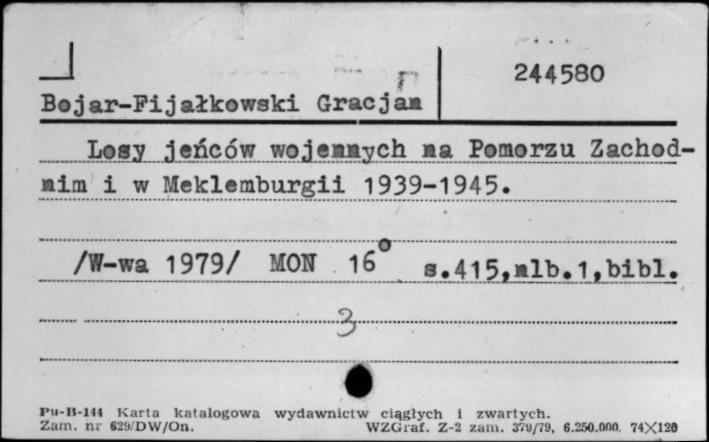 244580
Bojar-Fijałkowski Gracjan
Losy jeńców wojennych na Pomorzu Zachod-
nim i w Meklemburgii 1939-1945.
/W-wa 1979/ MON 16° s.415,nlb.1,bibl.
3
Pu-B-144 Karta katalogowa wydawnictw ciągłych i zwartych.
Zam. nr 629/DW/On. WZGraf. Z-2 zam. 379/79, 6.250.000. 74X120